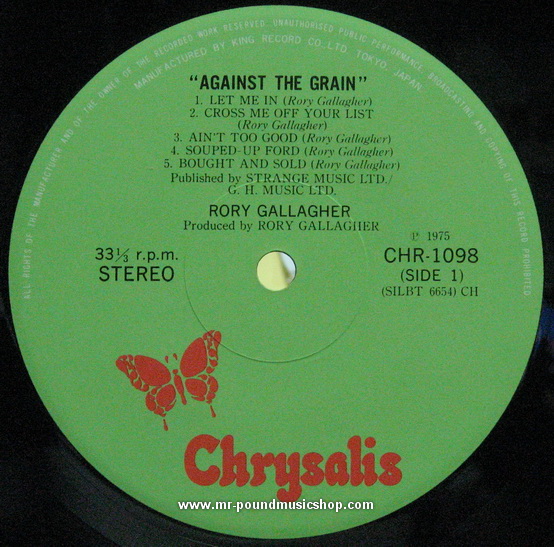 ALL RIGHTS OF THE MANUFACTURER AND OF THE OWNER OF THE RECORDED WORK RESERVED. UNAUTHORISED PUBLIC PERFORMANCE, BROADCASTING AND COPYING OF THIS RECORD PROHIBITED
MANUFACTURED BY KING RECORD CO., LTD. TOKYO, JAPAN.
"AGAINST THE GRAIN"
1. LET ME IN (Rory Gallagher)
2. CROSS ME OFF YOUR LIST
(Rory Gallagher)
3. AIN'T TOO GOOD (Rory Gallagher)
4. SOUPED-UP FORD (Rory Gallagher)
5. BOUGHT AND SOLD (Rory Gallagher)
Published by STRANGE MUSIC LTD./
G. H. MUSIC LTD.
RORY GALLAGHER
Produced by RORY GALLAGHER
33⅓ r.p.m.
STEREO
℗ 1975
CHR-1098
(SIDE 1)
(SILBT 6654) CH
Chrysalis
www.mr-poundmusicshop.com